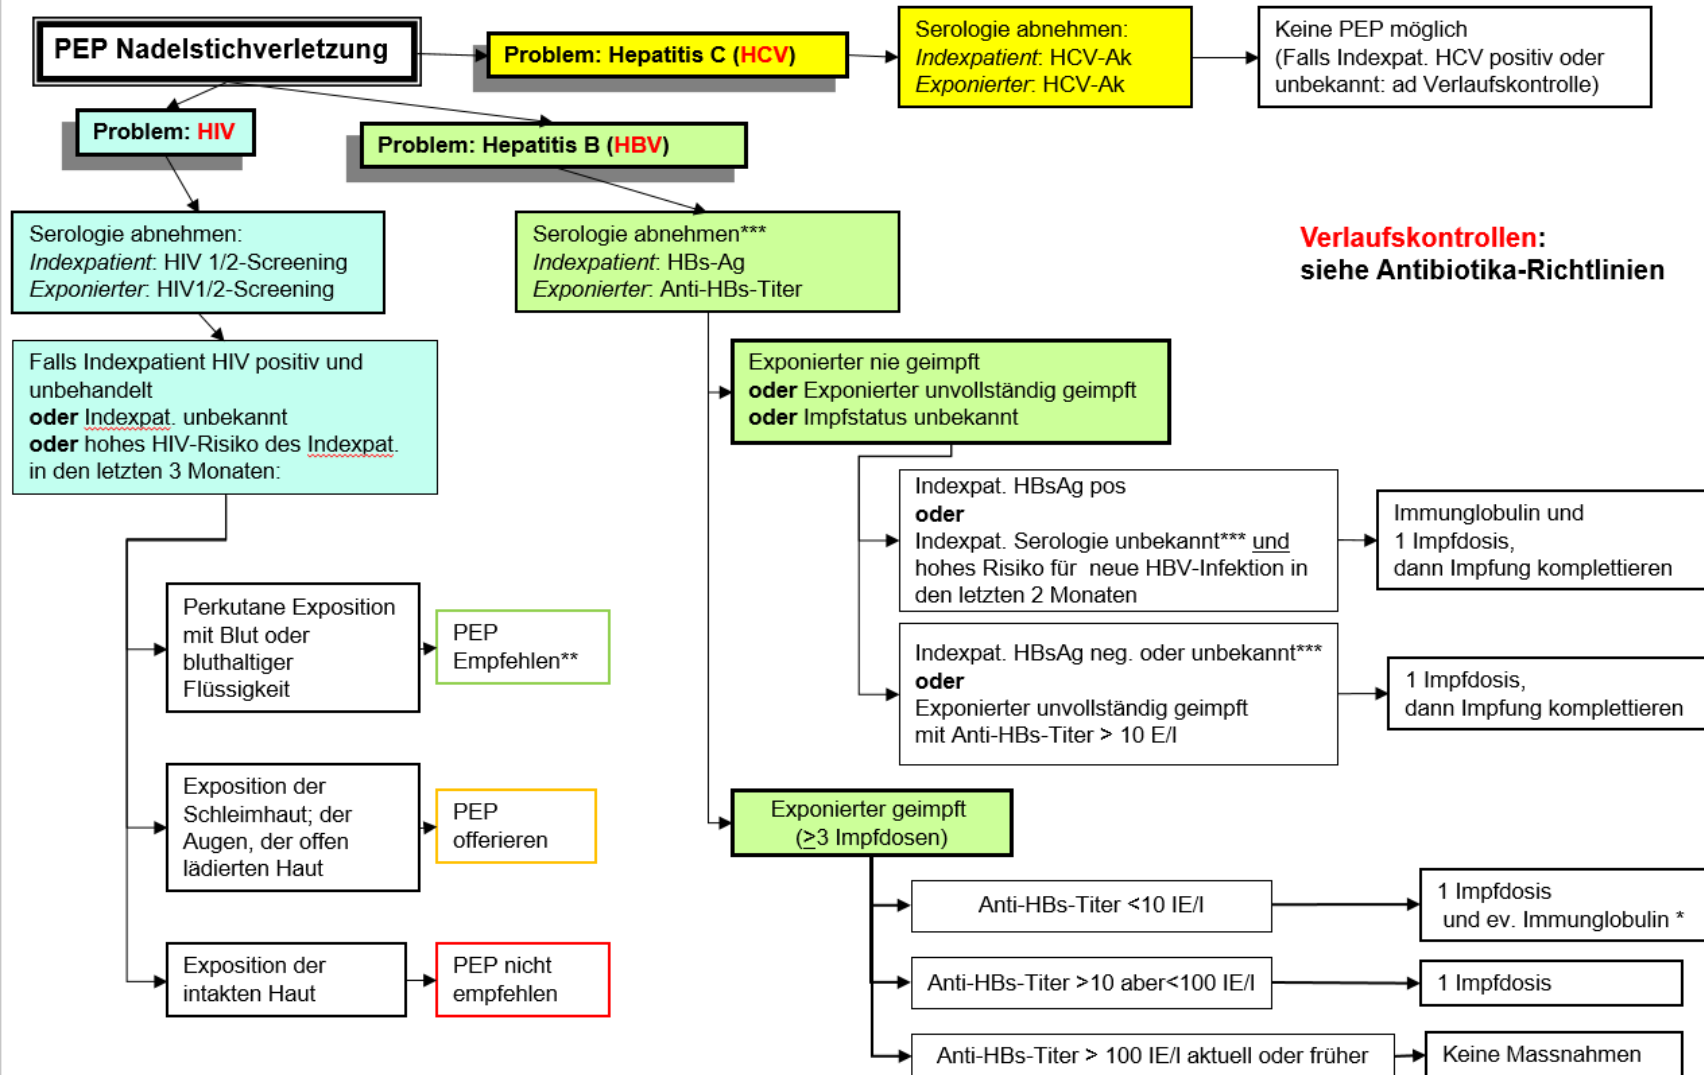 PEP Nadelstichverletzung
Problem: Hepatitis C (HCV)
Serologie abnehmen:
Indexpatient: HCV-Ak
Exponierter: HCV-Ak
Keine PEP möglich
(Falls Indexpat. HCV positiv oder
unbekannt: ad Verlaufskontrolle)
Problem: HIV
Problem: Hepatitis B (HBV)
Serologie abnehmen:
Indexpatient: HIV 1/2-Screening
Exponierter: HIV1/2-Screening
Serologie abnehmen***
Indexpatient: HBs-Ag
Exponierter: Anti-HBs-Titer
Verlaufskontrollen:
siehe Antibiotika-Richtlinien
Falls Indexpatient HIV positiv und
unbehandelt
oder Indexpat. unbekannt
oder hohes HIV-Risiko des Indexpat.
in den letzten 3 Monaten:
Perkutane Exposition
mit Blut oder
bluthaltiger
Flüssigkeit
PEP
Empfehlen**
Exposition der
Schleimhaut; der
Augen, der offen
lädierten Haut
PEP
offerieren
Exposition der
intakten Haut
PEP nicht
empfehlen
Exponierter nie geimpft
oder Exponierter unvollständig geimpft
oder Impfstatus unbekannt
Indexpat. HBsAg pos
oder
Indexpat. Serologie unbekannt*** und
hohes Risiko für neue HBV-Infektion in
den letzten 2 Monaten
Immunglobulin und
1 Impfdosis,
dann Impfung komplettieren
Indexpat. HBsAg neg. oder unbekannt***
oder
Exponierter unvollständig geimpft
mit Anti-HBs-Titer > 10 E/l
1 Impfdosis,
dann Impfung komplettieren
Exponierter geimpft
(≥3 Impfdosen)
Anti-HBs-Titer <10 IE/l
1 Impfdosis
und ev. Immunglobulin *
Anti-HBs-Titer >10 aber<100 IE/l
1 Impfdosis
Anti-HBs-Titer > 100 IE/l aktuell oder früher
Keine Massnahmen